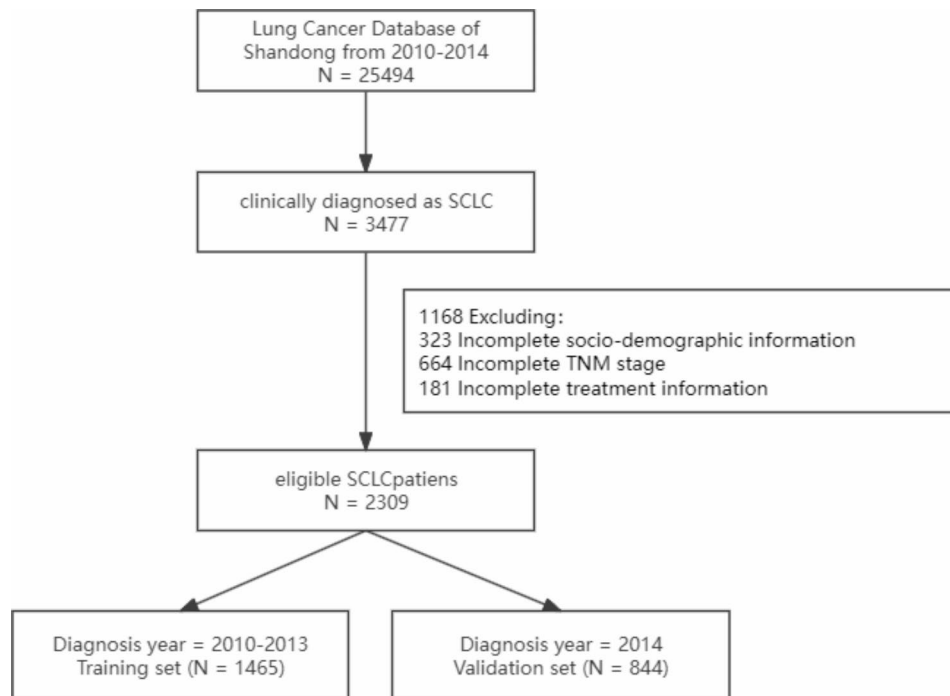 Lung Cancer Database of
Shandong from 2010-2014
N = 25494
clinically diagnosed as SCLC
N = 3477
1168 Excluding:
323 Incomplete socio-demographic information
664 Incomplete TNM stage
181 Incomplete treatment information
eligible SCLCpatiens
N = 2309
Diagnosis year = 2010-2013
Training set (N = 1465)
Diagnosis year = 2014
Validation set (N = 844)